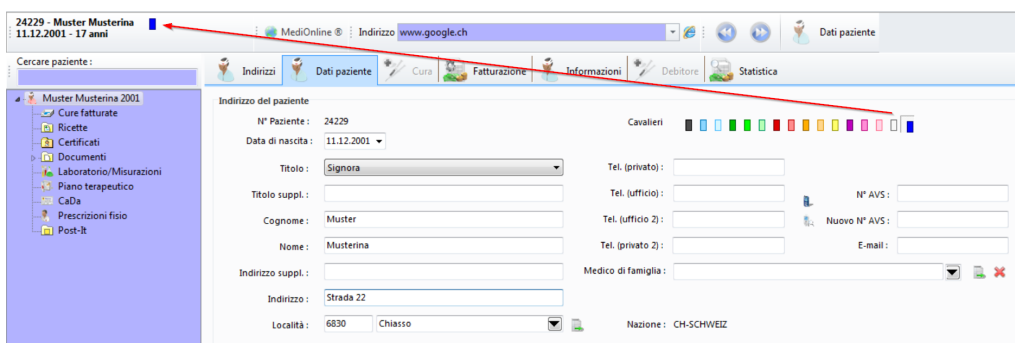 24229 - Muster Musterina
11.12.2001 - 17 anni
MediOnline ® Indirizzo www.google.ch Dati paziente
Cercare paziente :
Indirizzi Dati paziente Cura Fatturazione Informazioni Debitore Statistica
Muster Musterina 2001
Cure fatturate
Ricette
Certificati
Documenti
Laboratorio/Misurazioni
Piano terapeutico
CaDa
Prescrizioni fisio
Post-It
Indirizzo del paziente
N° Paziente : 24229 Cavalieri
Data di nascita : 11.12.2001
Titolo : Signora Tel. (privato) :
Titolo suppl. : Tel. (ufficio) : N° AVS :
Cognome : Muster Tel. (ufficio 2) : Nuovo N° AVS :
Nome : Musterina Tel. (privato 2) : E-mail :
Indirizzo suppl. : Medico di famiglia :
Indirizzo : Strada 22
Località : 6830 Chiasso Nazione : CH-SCHWEIZ